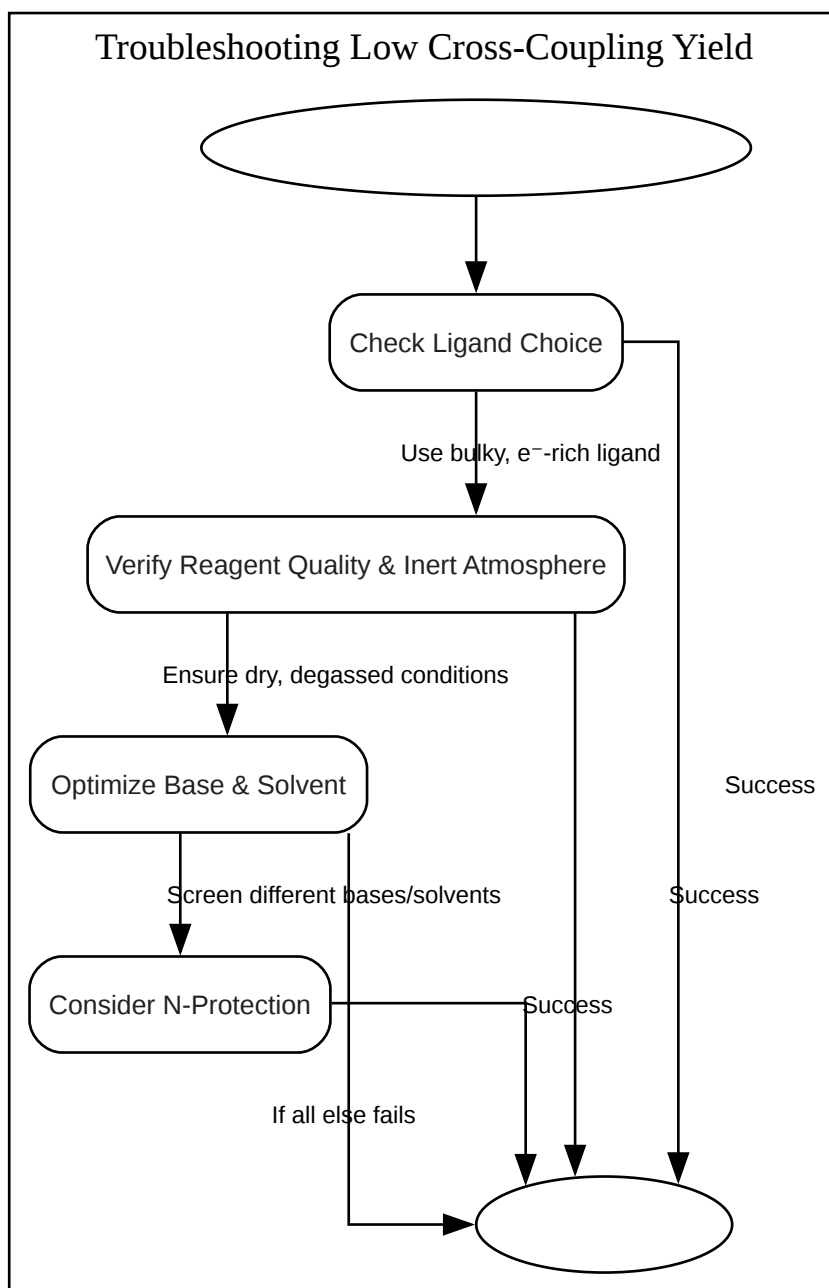 Troubleshooting Low Cross-Coupling Yield
Check Ligand Choice
Use bulky, e⁻-rich ligand
Verify Reagent Quality & Inert Atmosphere
Ensure dry, degassed conditions
Optimize Base & Solvent
Success
Screen different bases/solvents
Success
Consider N-Protection
Success
If all else fails